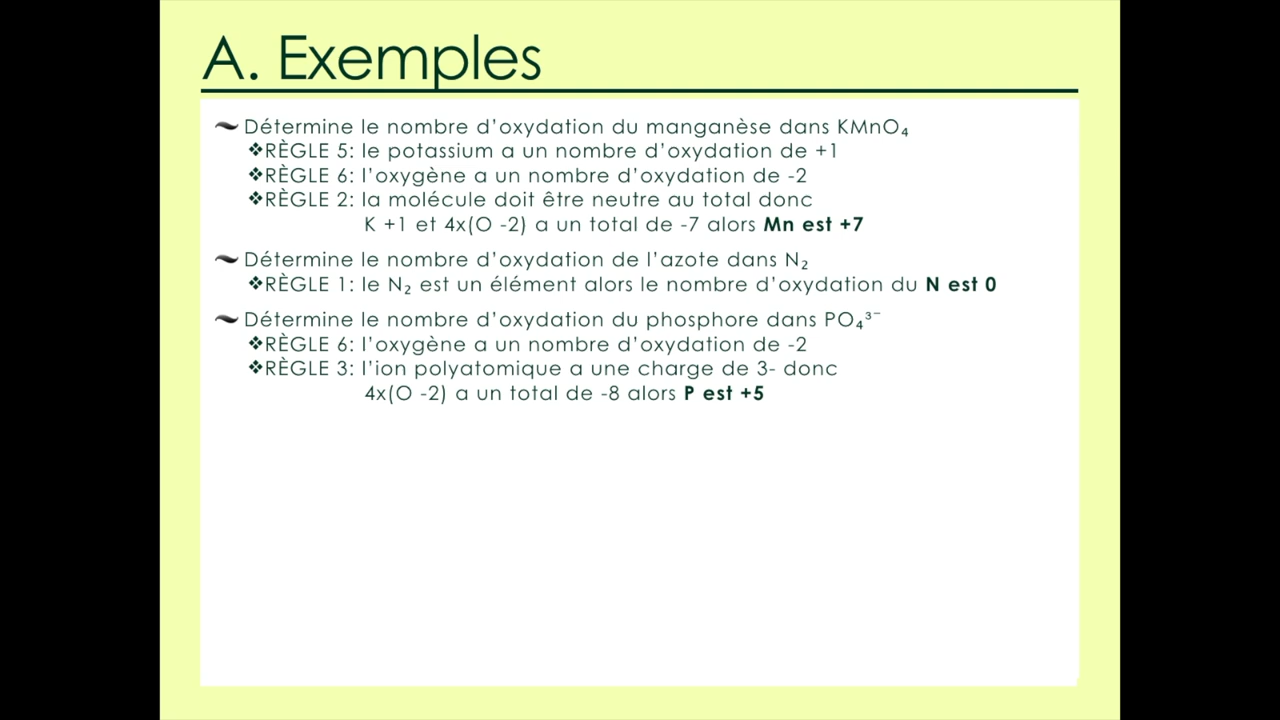 A. Exemples
Détermine le nombre d’oxydation du manganèse dans KMnO₄
❖RÈGLE 5: le potassium a un nombre d’oxydation de +1
❖RÈGLE 6: l’oxygène a un nombre d’oxydation de -2
❖RÈGLE 2: la molécule doit être neutre au total donc
K +1 et 4x(O -2) a un total de -7 alors Mn est +7
Détermine le nombre d’oxydation de l’azote dans N₂
❖RÈGLE 1: le N₂ est un élément alors le nombre d’oxydation du N est 0
Détermine le nombre d’oxydation du phosphore dans PO₄³⁻
❖RÈGLE 6: l’oxygène a un nombre d’oxydation de -2
❖RÈGLE 3: l’ion polyatomique a une charge de 3- donc
4x(O -2) a un total de -8 alors P est +5